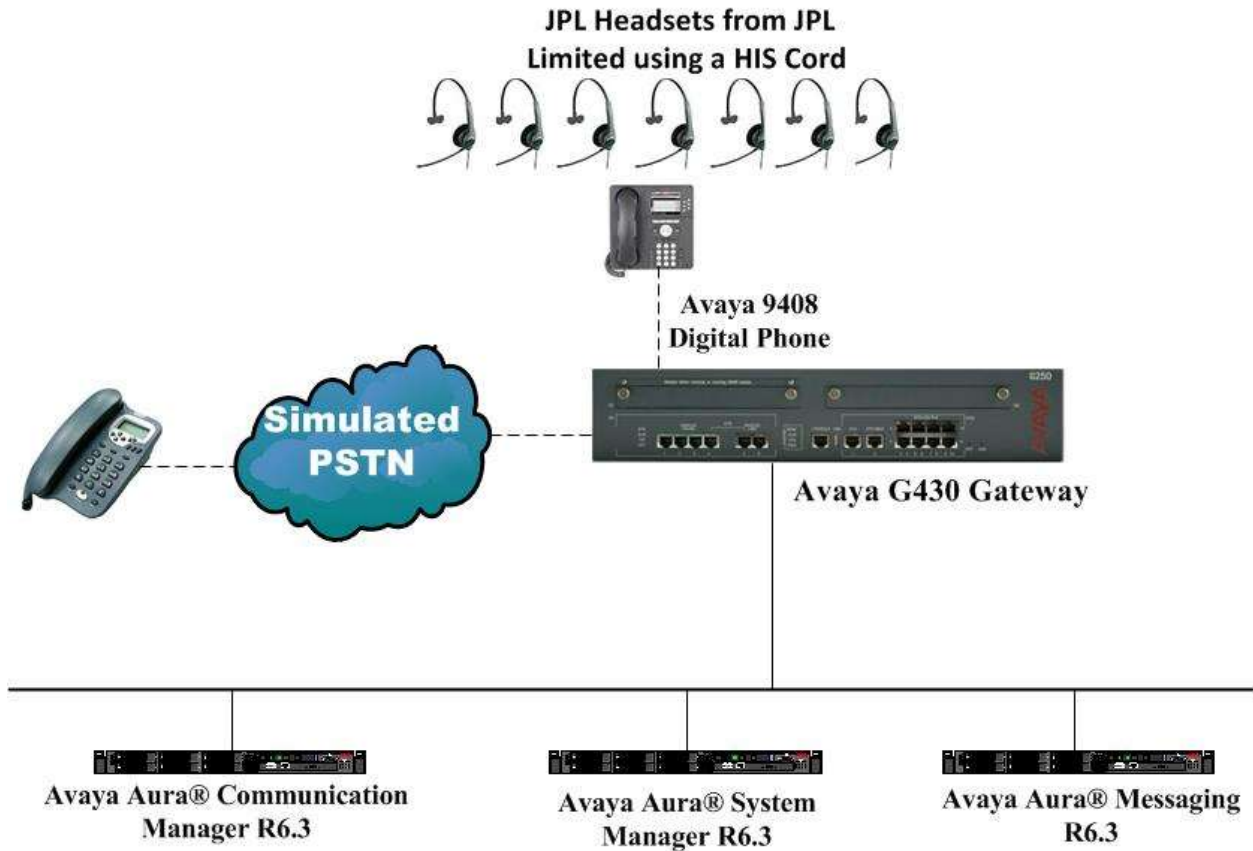 JPL Headsets from JPL
Limited using a HIS Cord
Avaya 9408
Digital Phone
Simulated
PSTN
G250
AVAYA
Avaya G430 Gateway
Avaya Aura® Communication
Manager R6.3
Avaya Aura® System
Manager R6.3
Avaya Aura® Messaging
R6.3